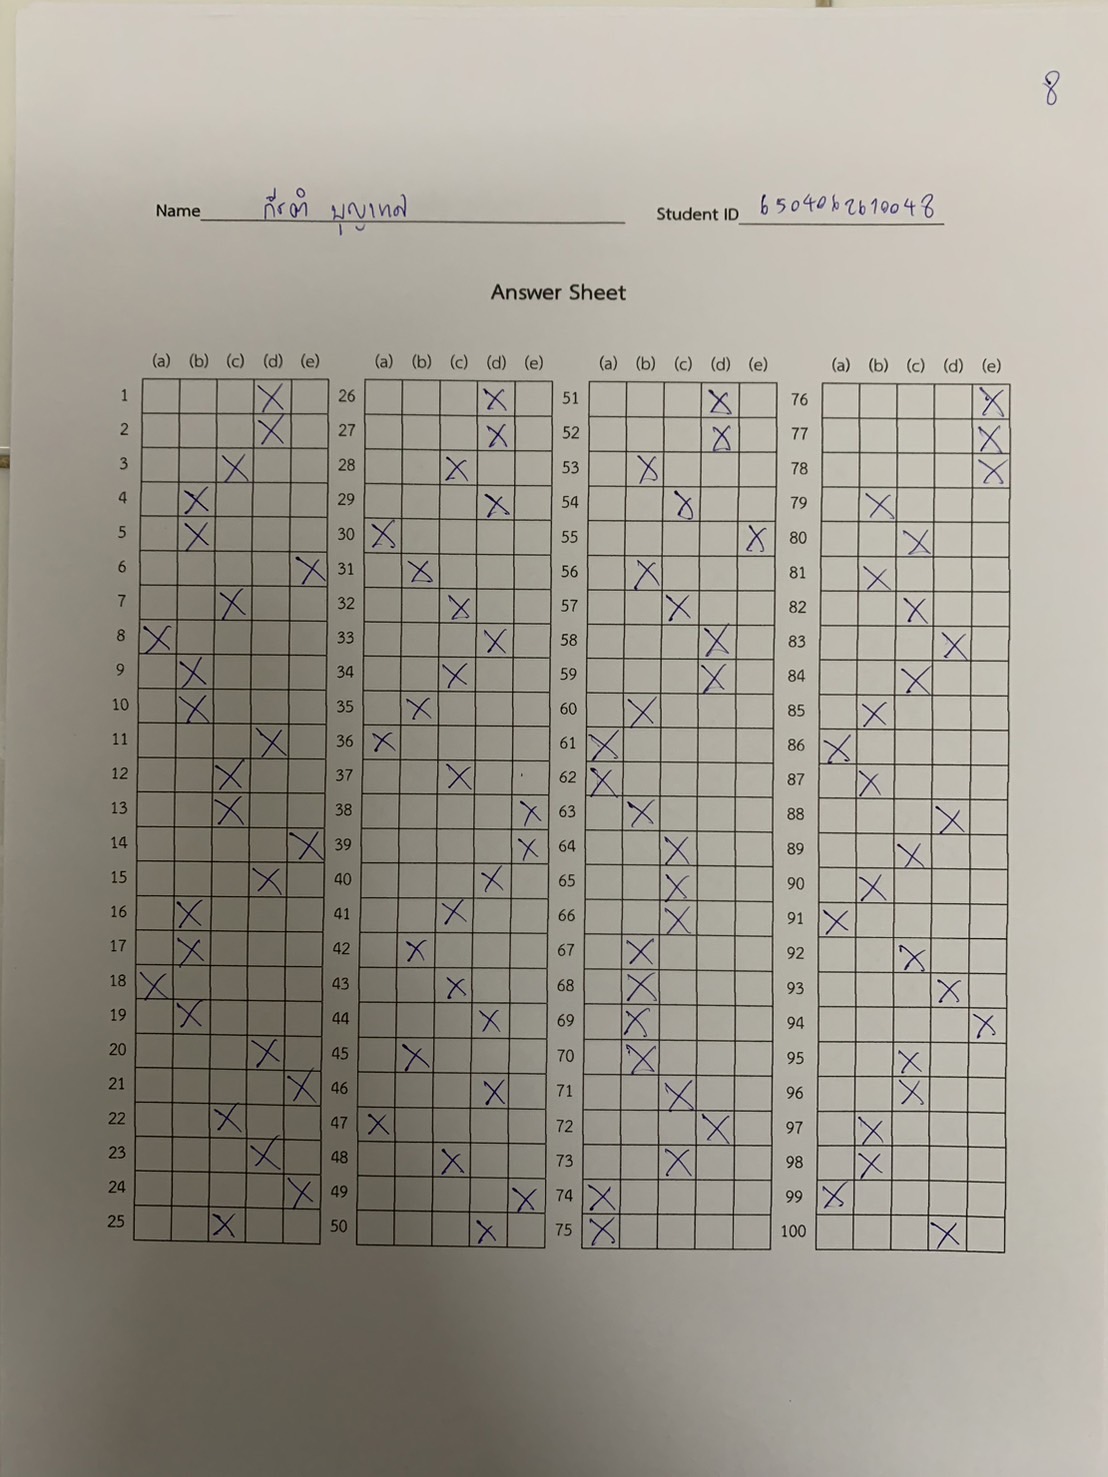 8
Name กีรติ บุญเทศ Student ID 6504062610048
Answer Sheet
(a) (b) (c) (d) (e) (a) (b) (c) (d) (e) (a) (b) (c) (d) (e) (a) (b) (c) (d) (e)
1 X 26 X 51 X 76 X
2 X 27 X 52 X 77 X
3 X 28 X 53 X 78 X
4 X 29 X 54 X 79 X
5 X 30 X 55 X 80 X
6 X 31 X 56 X 81 X
7 X 32 X 57 X 82 X
8 X 33 X 58 X 83 X
9 X 34 X 59 X 84 X
10 X 35 X 60 X 85 X
11 X 36 X 61 X 86 X
12 X 37 X 62 X 87 X
13 X 38 X 63 X 88 X
14 X 39 X 64 X 89 X
15 X 40 X 65 X 90 X
16 X 41 X 66 X 91 X
17 X 42 X 67 X 92 X
18 X 43 X 68 X 93 X
19 X 44 X 69 X 94 X
20 X 45 X 70 X 95 X
21 X 46 X 71 X 96 X
22 X 47 X 72 X 97 X
23 X 48 X 73 X 98 X
24 X 49 X 74 X 99 X
25 X 50 X 75 X 100 X